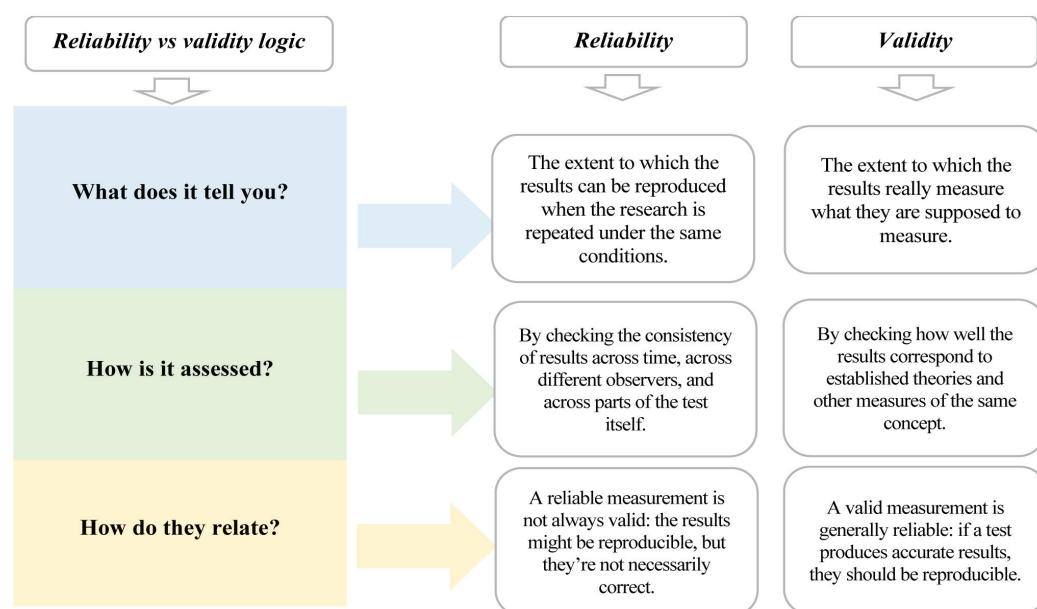 Reliability vs validity logic
Reliability
Validity
What does it tell you?
The extent to which the
results can be reproduced
when the research is
repeated under the same
conditions.
The extent to which the
results really measure
what they are supposed to
measure.
How is it assessed?
By checking the consistency
of results across time, across
different observers, and
across parts of the test
itself.
By checking how well the
results correspond to
established theories and
other measures of the same
concept.
How do they relate?
A reliable measurement is
not always valid: the results
might be reproducible, but
they’re not necessarily
correct.
A valid measurement is
generally reliable: if a test
produces accurate results,
they should be reproducible.